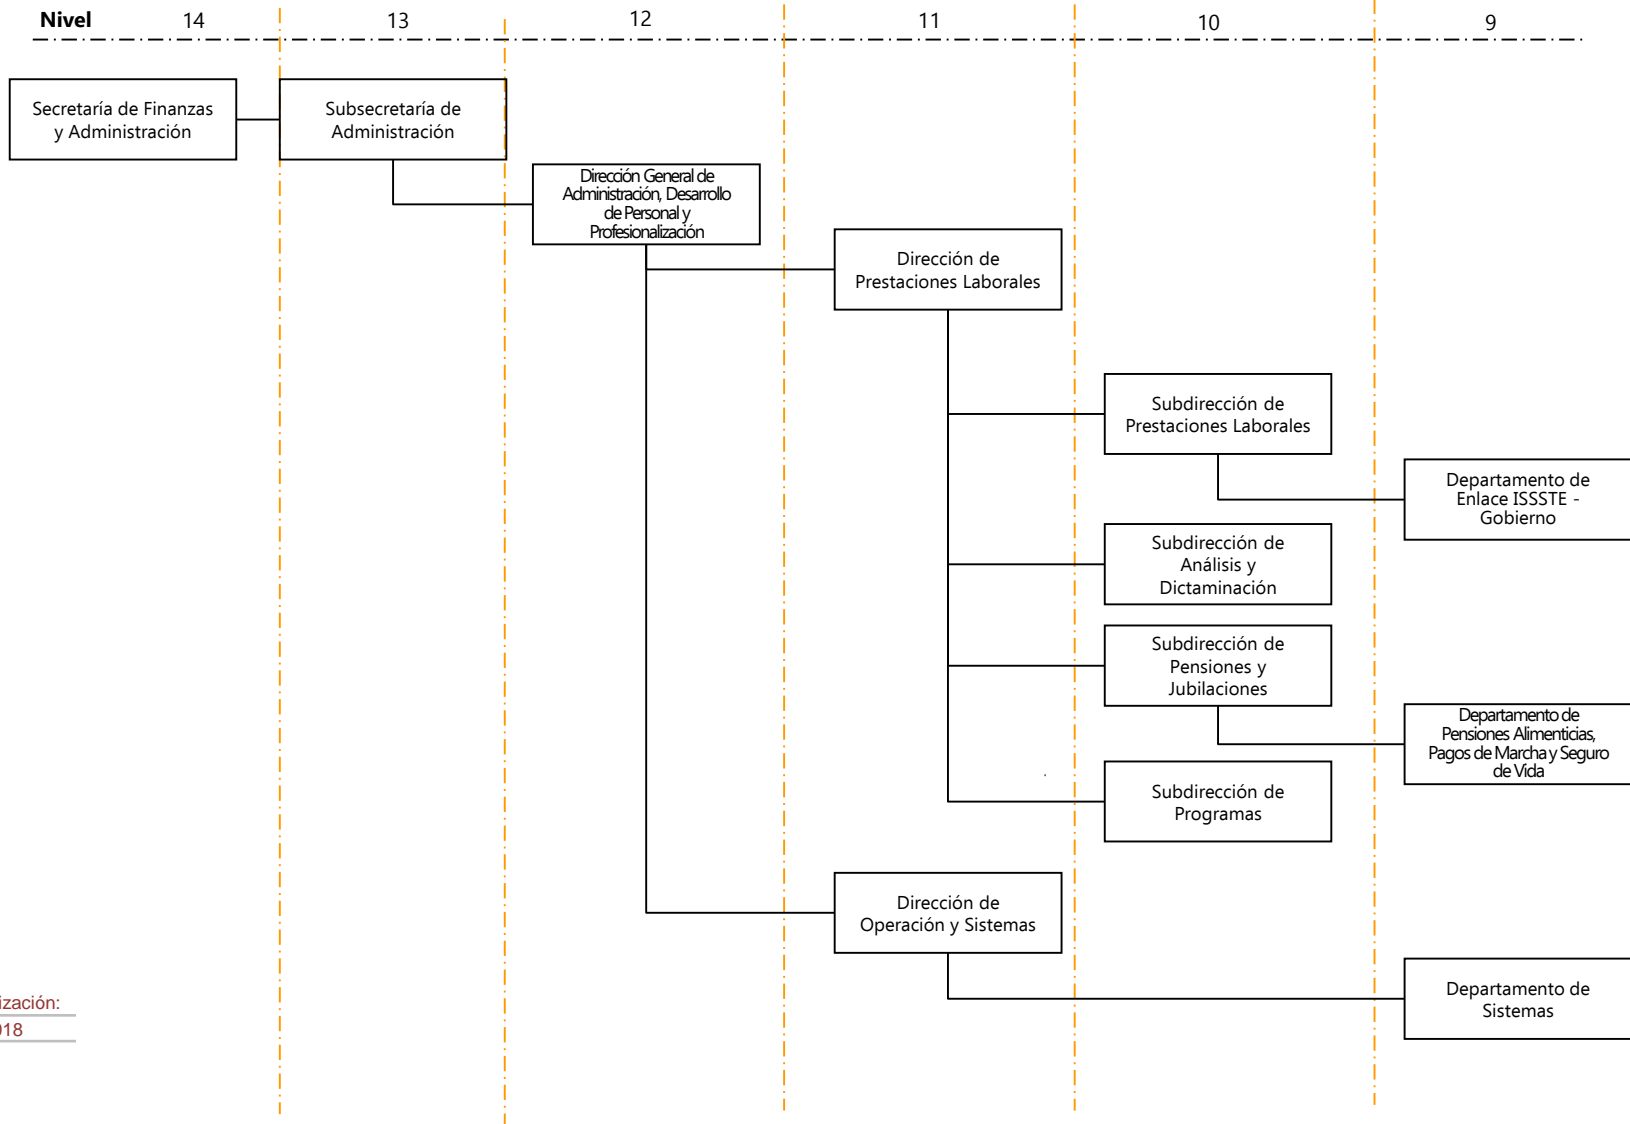 Nivel 14 13 12 11 10 9
Secretaría de Finanzas
y Administración
Subsecretaría de
Administración
Dirección General de
Administración, Desarrollo
de Personal y
Profesionalización
Dirección de
Prestaciones Laborales
Subdirección de
Prestaciones Laborales
Departamento de
Enlace ISSSTE -
Gobierno
Subdirección de
Análisis y
Dictaminación
Subdirección de
Pensiones y
Jubilaciones
Departamento de
Pensiones Alimenticias,
Pagos de Marcha y Seguro
de Vida
Subdirección de
Programas
Dirección de
Operación y Sistemas
Departamento de
Sistemas
ización:
018